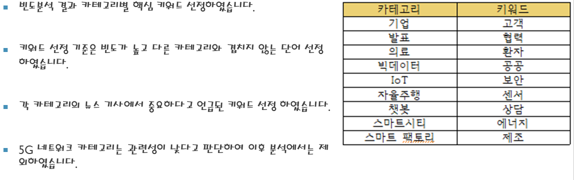 빈도분석 결과 카테고리별 핵심 키워드 선정하였습니다.
키워드 선정 기준은 빈도가 높고 다른 카테고리와 겹치지 않는 단어 선정
하였습니다.
각 카테고리의 뉴스 기사에서 중요하다고 언급된 키워드 선정 하였습니다.
5G 네트워크 카테고리는 관련성이 낮다고 판단하여 이후 분석에서는 제
외하였습니다.
카테고리 키워드
기업 고객
발표 협력
의료 환자
빅데이터 공공
IoT 보안
자율주행 센서
챗봇 상담
스마트시티 에너지
스마트 팩토리 제조